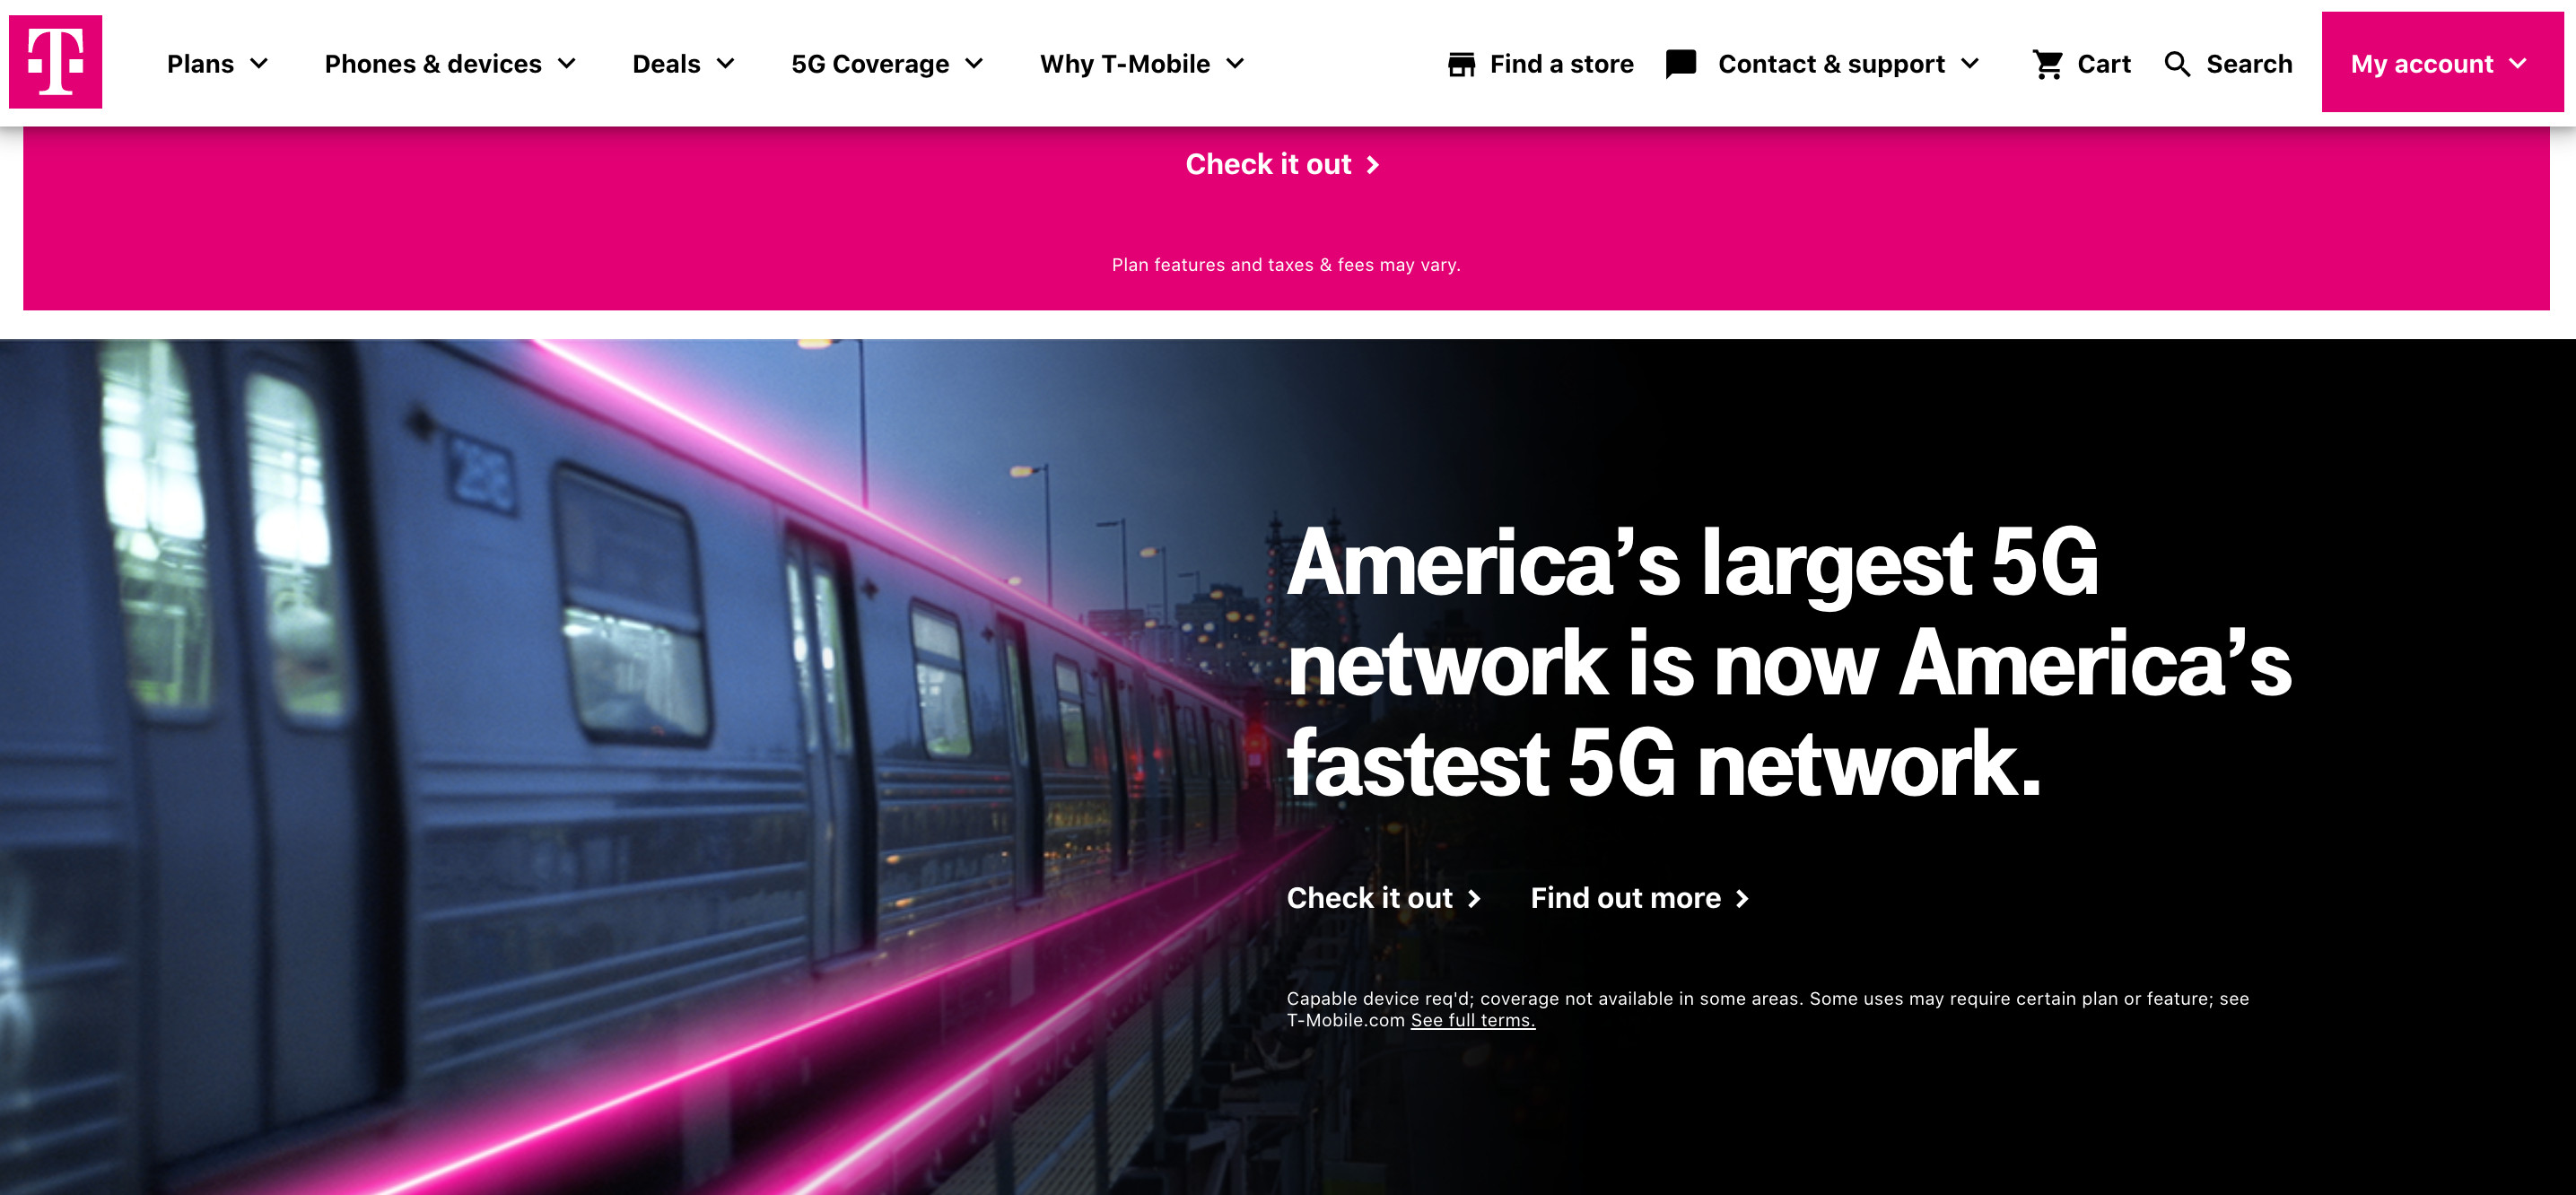 T
Plans
Phones & devices
Deals
5G Coverage
Why T-Mobile
Find a store
Contact & support
Cart
Search
My account
Check it out
Plan features and taxes & fees may vary.
298
America’s largest 5G
network is now America’s
fastest 5G network.
Check it out
Find out more
Capable device req'd; coverage not available in some areas. Some uses may require certain plan or feature; see
T-Mobile.com See full terms.